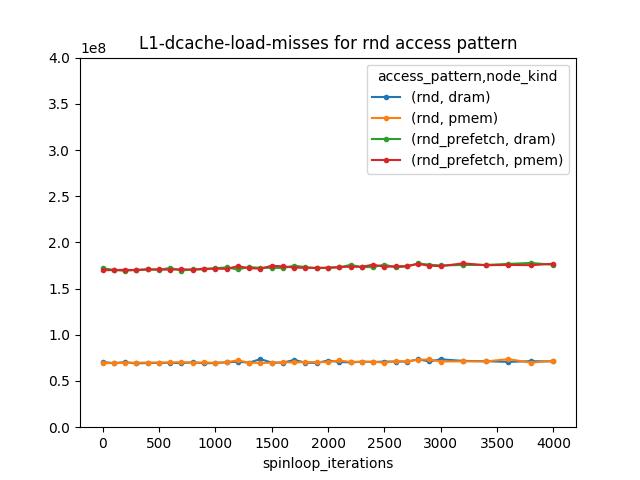 L1-dcache-load-misses for rnd access pattern
1e8
4.0
3.5
3.0
2.5
2.0
1.5
1.0
0.5
0.0
access_pattern,node_kind
(rnd, dram)
(rnd, pmem)
(rnd_prefetch, dram)
(rnd_prefetch, pmem)
0 500 1000 1500 2000 2500 3000 3500 4000
spinloop_iterations